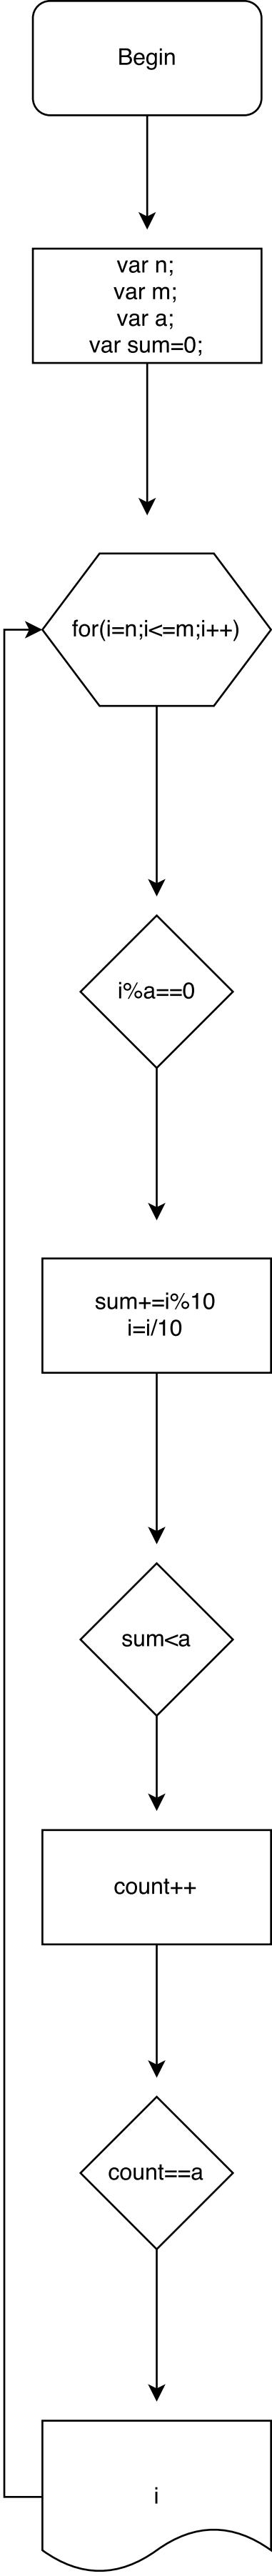 Begin
var n;
var m;
var a;
var sum=0;
for(i=n;i<=m;i++)
i%a==0
sum+=i%10
i=i/10
sum<a
count++
count==a
i